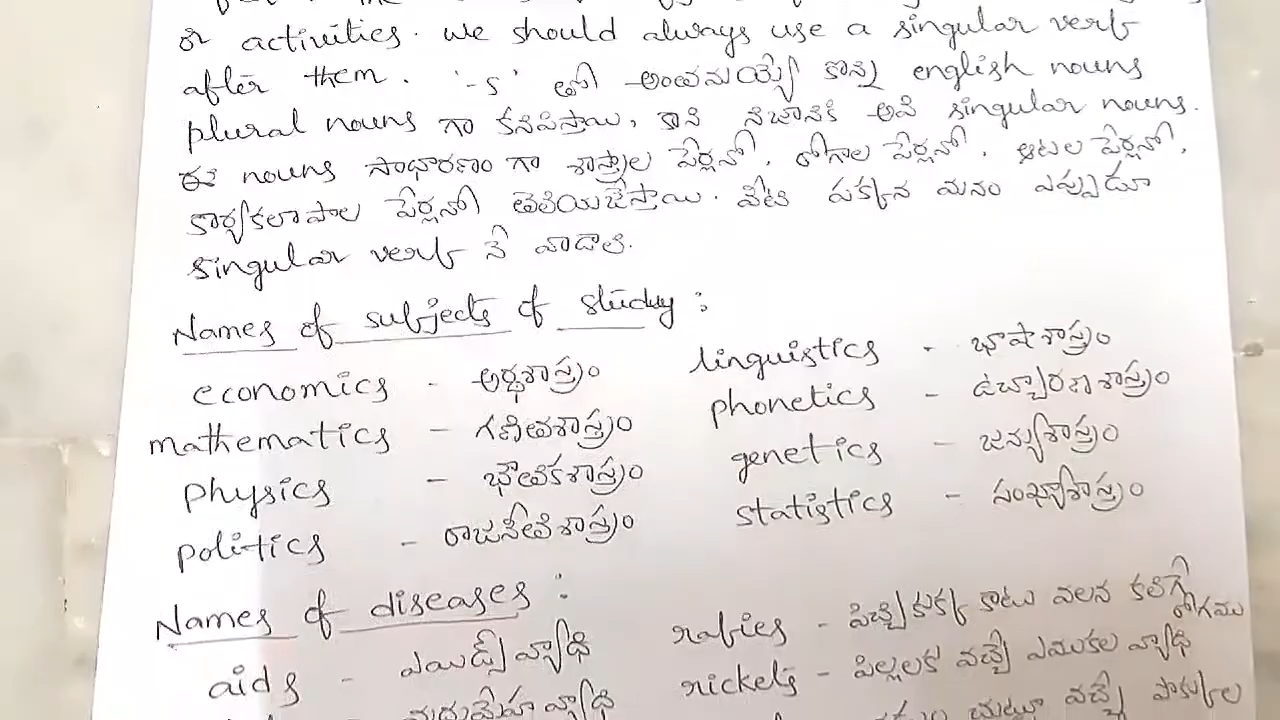 or activities. we should always use a singular verb
after them. '-s' తో అంతమయ్యే కొన్ని english nouns
plural nouns గా కనిపిస్తాయి, కాని నిజానికి అవి singular nouns.
ఈ nouns సాధారణం గా శాస్త్రాల పేర్లనో, రోగాల పేర్లనో, ఆటల పేర్లనో,
కార్యకలాపాల పేర్లనో తెలియజేస్తాయి. వీటి పక్కన మనం ఎప్పుడూ
singular verb నే వాడాలి.
Names of subjects of study :
economics - అర్థశాస్త్రం
mathematics - గణితశాస్త్రం
physics - భౌతికశాస్త్రం
politics - రాజనీతిశాస్త్రం
linguistics - భాషాశాస్త్రం
phonetics - ఉచ్చారణశాస్త్రం
genetics - జన్యుశాస్త్రం
statistics - సంఖ్యాశాస్త్రం
Names of diseases :
aids - ఎయిడ్స్ వ్యాధి
మధుమేహ వ్యాధి
rabies - పిచ్చికుక్క కాటు వలన కలిగే రోగము
rickets - పిల్లలకి వచ్చే ఎముకల వ్యాధి
చుట్టూ వచ్చే